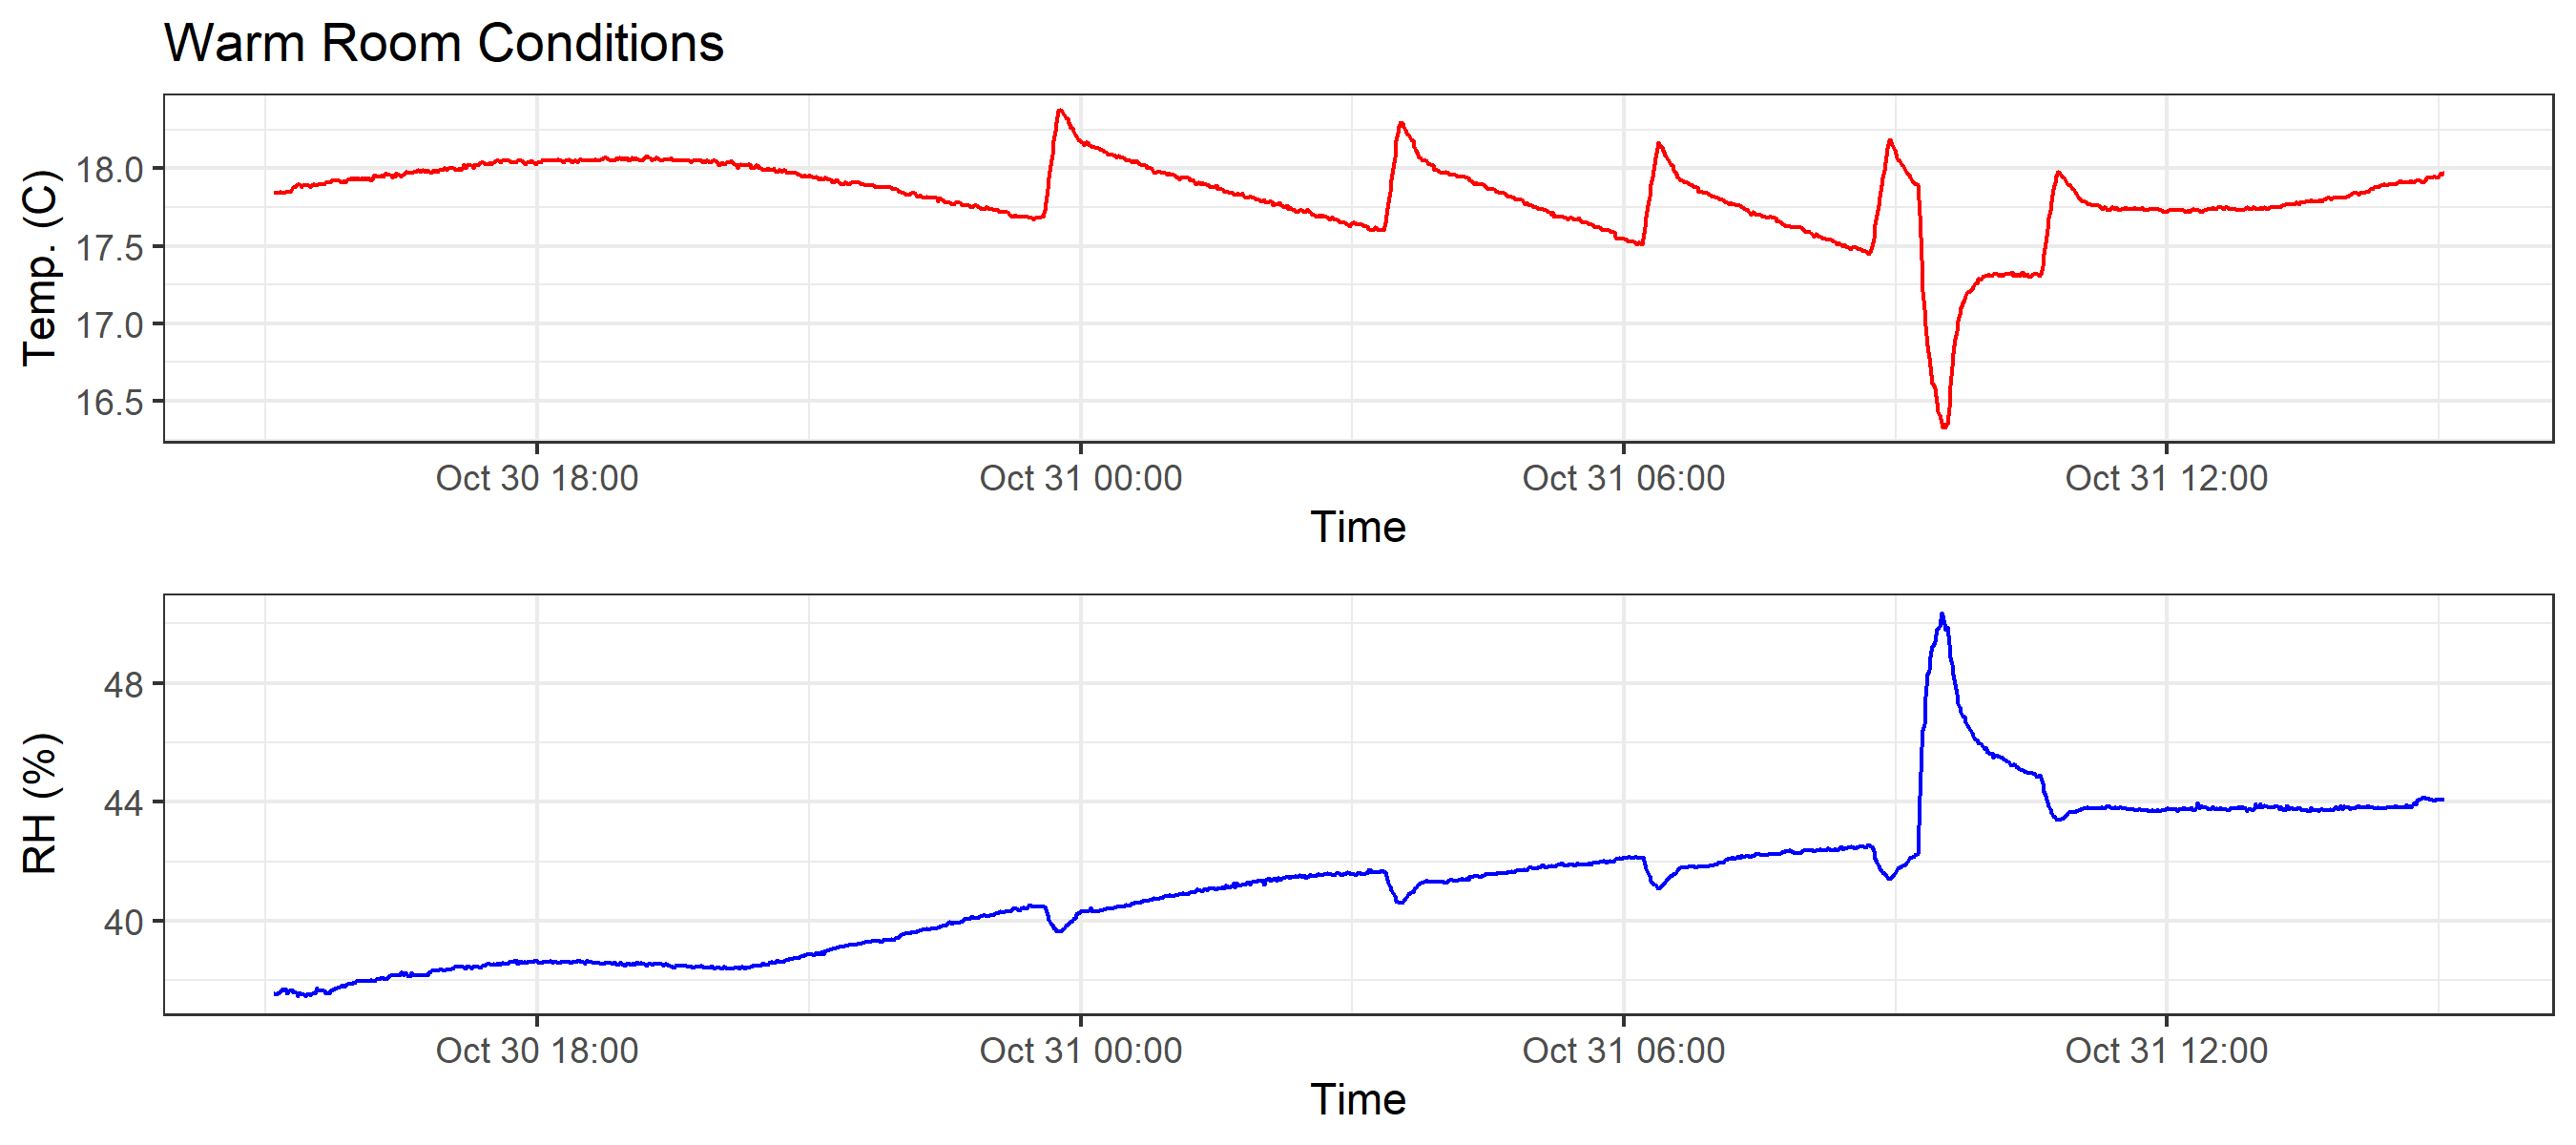 Warm Room Conditions
Temp. (C)
18.0
17.5
17.0
16.5
Oct 30 18:00 Oct 31 00:00 Oct 31 06:00 Oct 31 12:00
Time
RH (%)
48
44
40
Oct 30 18:00 Oct 31 00:00 Oct 31 06:00 Oct 31 12:00
Time